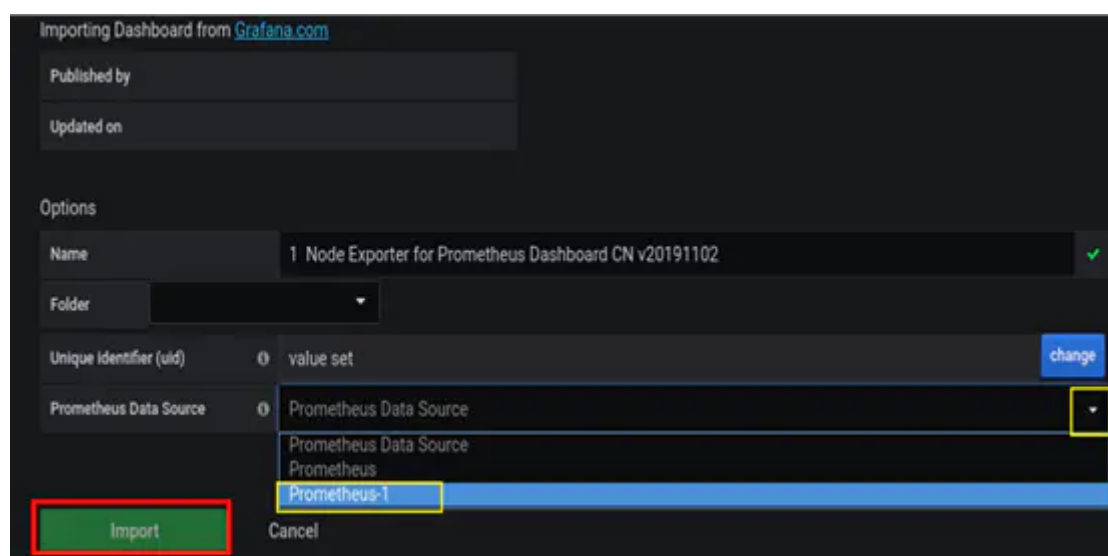 Importing Dashboard from Grafana.com
Published by
Updated on
Options
Name 1 Node Exporter for Prometheus Dashboard CN v20191102
Folder
Unique identifier (uid) value set change
Prometheus Data Source Prometheus Data Source
Prometheus Data Source
Prometheus
Prometheus-1
Import Cancel